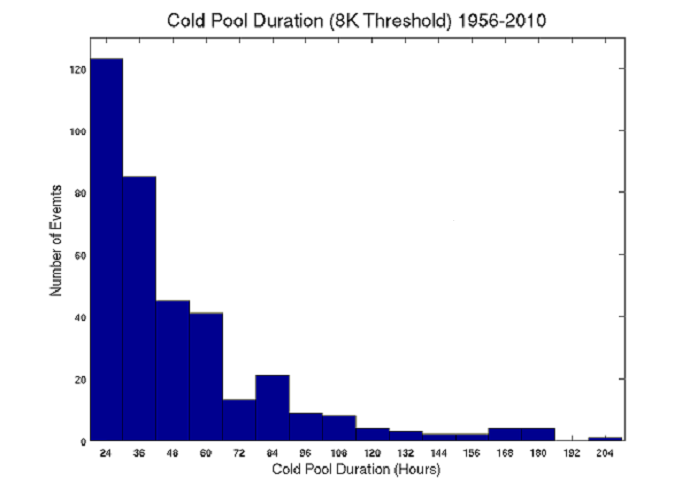 Cold Pool Duration (8K Threshold) 1956-2010
120
100
80
60
40
20
0
Number of Evemts
24 36 48 60 72 84 96 108 120 132 144 156 168 180 192 204
Cold Pool Duration (Hours)